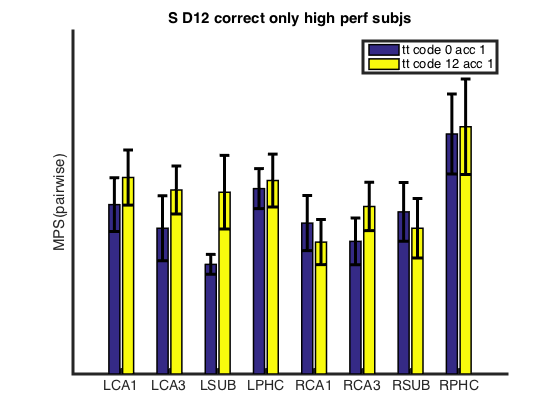 S D12 correct only high perf subjs
tt code 0 acc 1
tt code 12 acc 1
MPS(pairwise)
LCA1 LCA3 LSUB LPHC RCA1 RCA3 RSUB RPHC